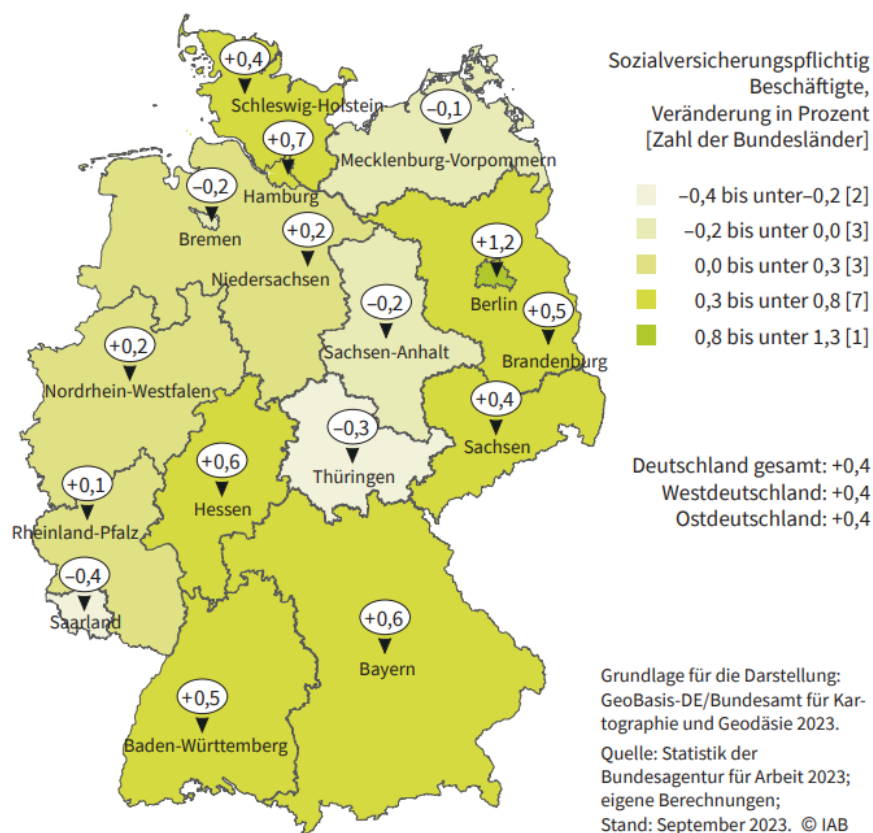 +0,4
Schleswig-Holstein
–0,1
Mecklenburg-Vorpommern
+0,7
Hamburg
–0,2
Bremen
+0,2
Niedersachsen
+1,2
Berlin
+0,5
Brandenburg
–0,2
Sachsen-Anhalt
+0,2
Nordrhein-Westfalen
+0,4
Sachsen
–0,3
Thüringen
+0,6
Hessen
+0,1
Rheinland-Pfalz
–0,4
Saarland
+0,6
Bayern
+0,5
Baden-Württemberg
Sozialversicherungspflichtig
Beschäftigte,
Veränderung in Prozent
[Zahl der Bundesländer]
–0,4 bis unter–0,2 [2]
–0,2 bis unter 0,0 [3]
0,0 bis unter 0,3 [3]
0,3 bis unter 0,8 [7]
0,8 bis unter 1,3 [1]
Deutschland gesamt: +0,4
Westdeutschland: +0,4
Ostdeutschland: +0,4
Grundlage für die Darstellung:
GeoBasis-DE/Bundesamt für Kar-
tographie und Geodäsie 2023.
Quelle: Statistik der
Bundesagentur für Arbeit 2023;
eigene Berechnungen;
Stand: September 2023. © IAB